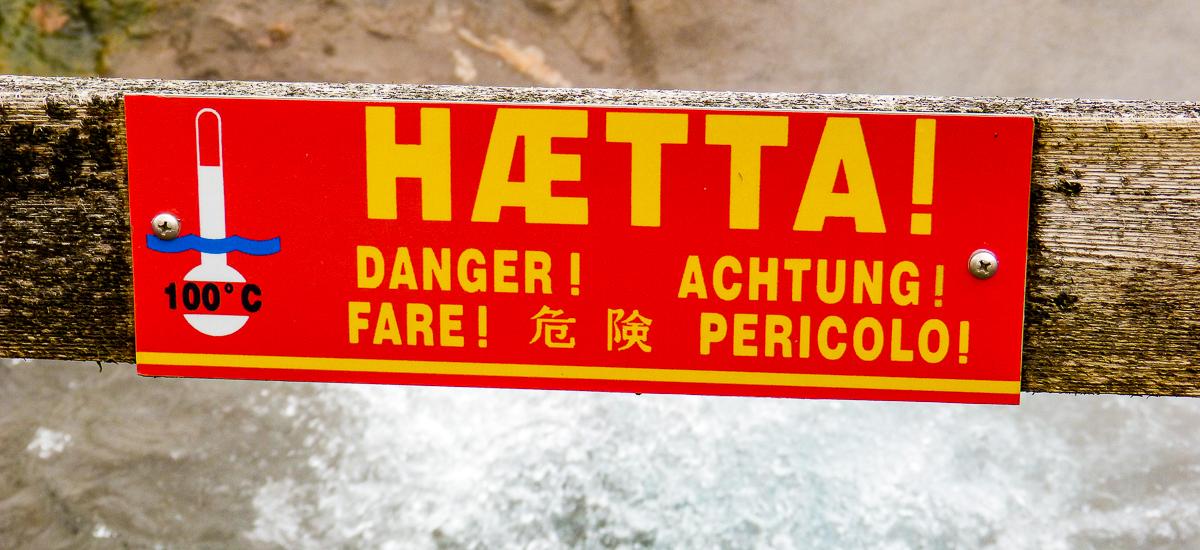 HÆTTA!
DANGER! ACHTUNG!
FARE! 危険 PERICOLO!
100°C